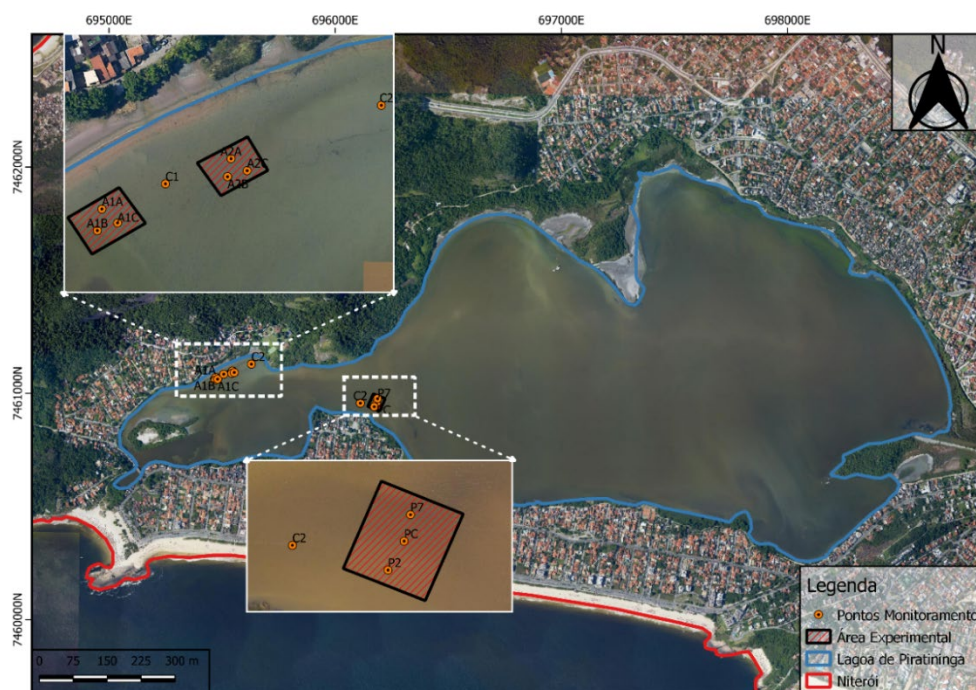 695000E 696000E 697000E 698000E
N
C2
C1
A2A
A2C
A2B
A1A
A1C
A1B
7462000N
7461000N
7460000N
C2
A1A
A1B A1C
C2 P7
C2
P7
PC
P2
Legenda
Pontos Monitoramento
Área Experimental
Lagoa de Piratininga
Niterói
0 75 150 225 300 m